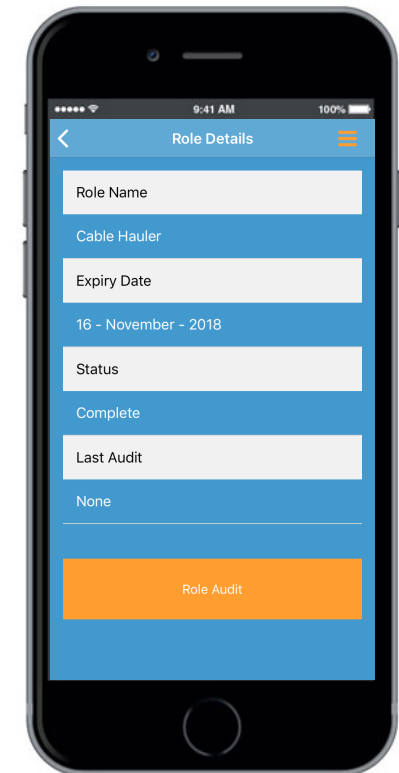 9:41 AM
100%
Role Details
Role Name
Cable Hauler
Expiry Date
16 - November - 2018
Status
Complete
Last Audit
None
Role Audit